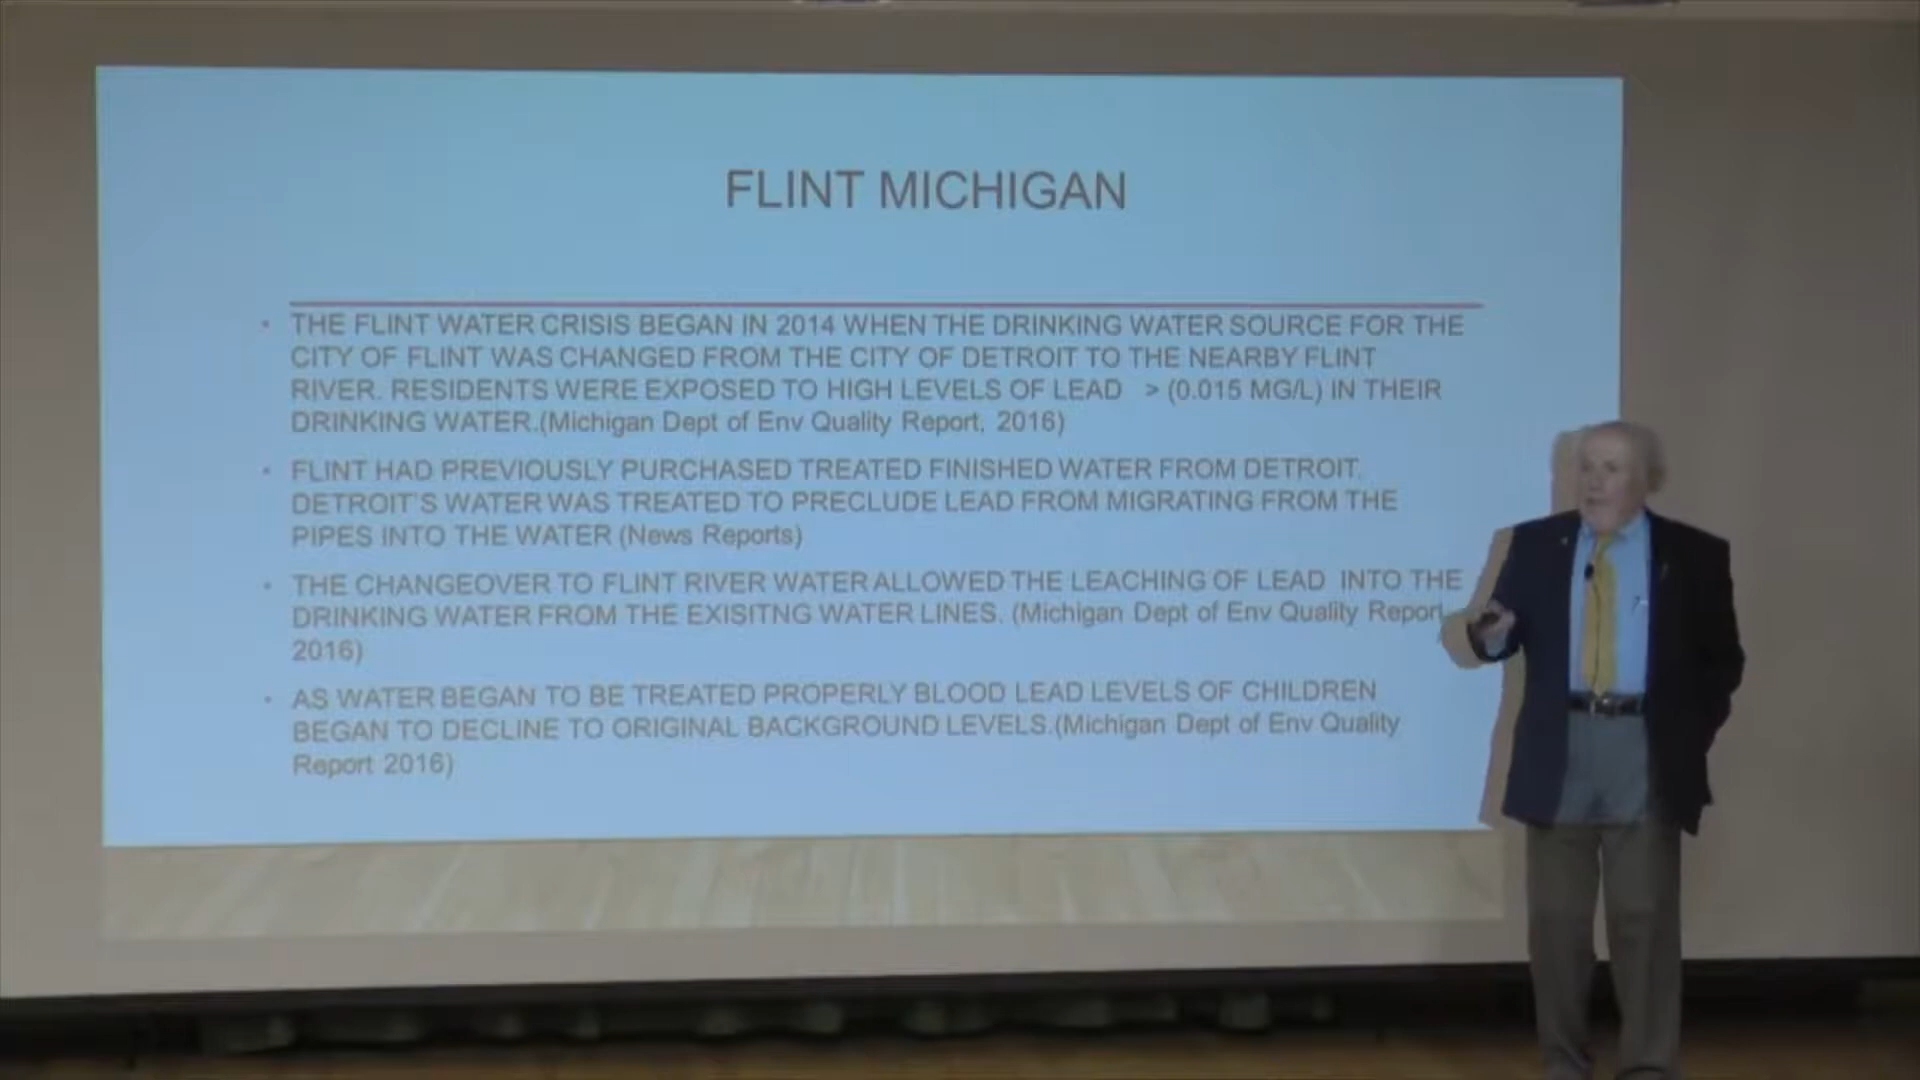 FLINT MICHIGAN
• THE FLINT WATER CRISIS BEGAN IN 2014 WHEN THE DRINKING WATER SOURCE FOR THE
CITY OF FLINT WAS CHANGED FROM THE CITY OF DETROIT TO THE NEARBY FLINT
RIVER. RESIDENTS WERE EXPOSED TO HIGH LEVELS OF LEAD > (0.015 MG/L) IN THEIR
DRINKING WATER.(Michigan Dept of Env Quality Report, 2016)
• FLINT HAD PREVIOUSLY PURCHASED TREATED FINISHED WATER FROM DETROIT.
DETROIT'S WATER WAS TREATED TO PRECLUDE LEAD FROM MIGRATING FROM THE
PIPES INTO THE WATER (News Reports)
• THE CHANGEOVER TO FLINT RIVER WATER ALLOWED THE LEACHING OF LEAD INTO THE
DRINKING WATER FROM THE EXISITNG WATER LINES. (Michigan Dept of Env Quality Report
2016)
• AS WATER BEGAN TO BE TREATED PROPERLY BLOOD LEAD LEVELS OF CHILDREN
BEGAN TO DECLINE TO ORIGINAL BACKGROUND LEVELS.(Michigan Dept of Env Quality
Report 2016)